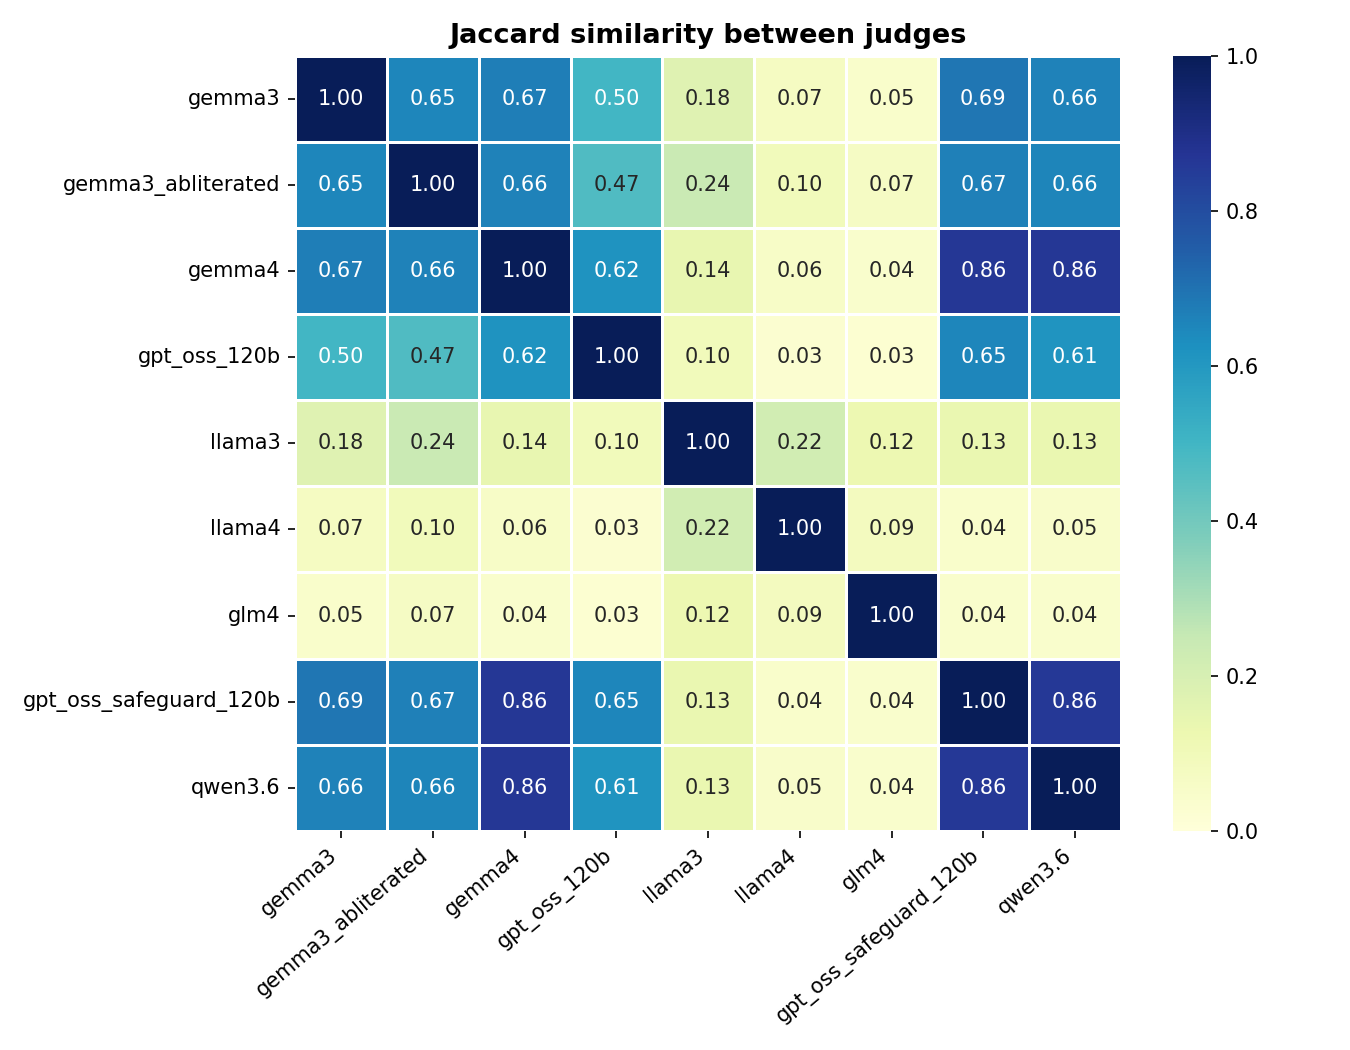 Jaccard similarity between judges
gemma3 1.00 0.65 0.67 0.50 0.18 0.07 0.05 0.69 0.66
gemma3_abliterated 0.65 1.00 0.66 0.47 0.24 0.10 0.07 0.67 0.66
gemma4 0.67 0.66 1.00 0.62 0.14 0.06 0.04 0.86 0.86
gpt_oss_120b 0.50 0.47 0.62 1.00 0.10 0.03 0.03 0.65 0.61
llama3 0.18 0.24 0.14 0.10 1.00 0.22 0.12 0.13 0.13
llama4 0.07 0.10 0.06 0.03 0.22 1.00 0.09 0.04 0.05
glm4 0.05 0.07 0.04 0.03 0.12 0.09 1.00 0.04 0.04
gpt_oss_safeguard_120b 0.69 0.67 0.86 0.65 0.13 0.04 0.04 1.00 0.86
qwen3.6 0.66 0.66 0.86 0.61 0.13 0.05 0.04 0.86 1.00
gemma3
gemma3_abliterated
gemma4
gpt_oss_120b
llama3
llama4
glm4
gpt_oss_safeguard_120b
qwen3.6
1.0
0.8
0.6
0.4
0.2
0.0